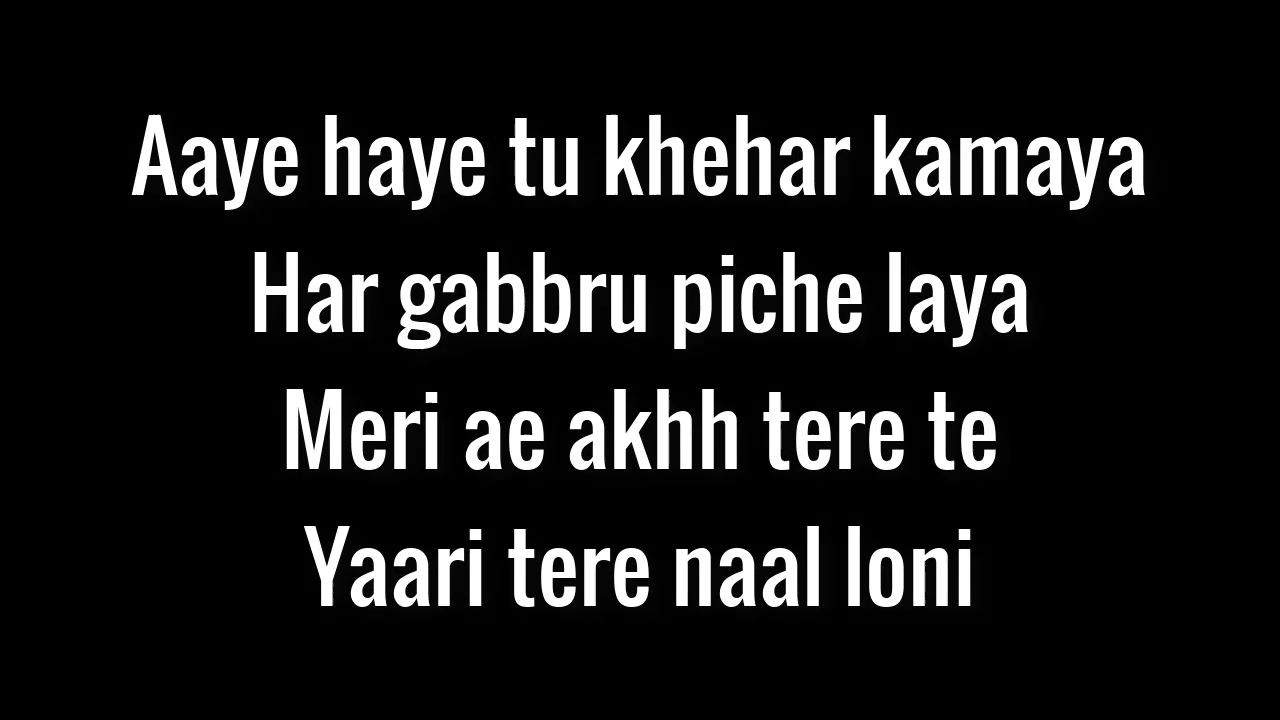 Aaye haye tu khehar kamaya
Har gabbru piche laya
Meri ae akhh tere te
Yaari tere naal loni